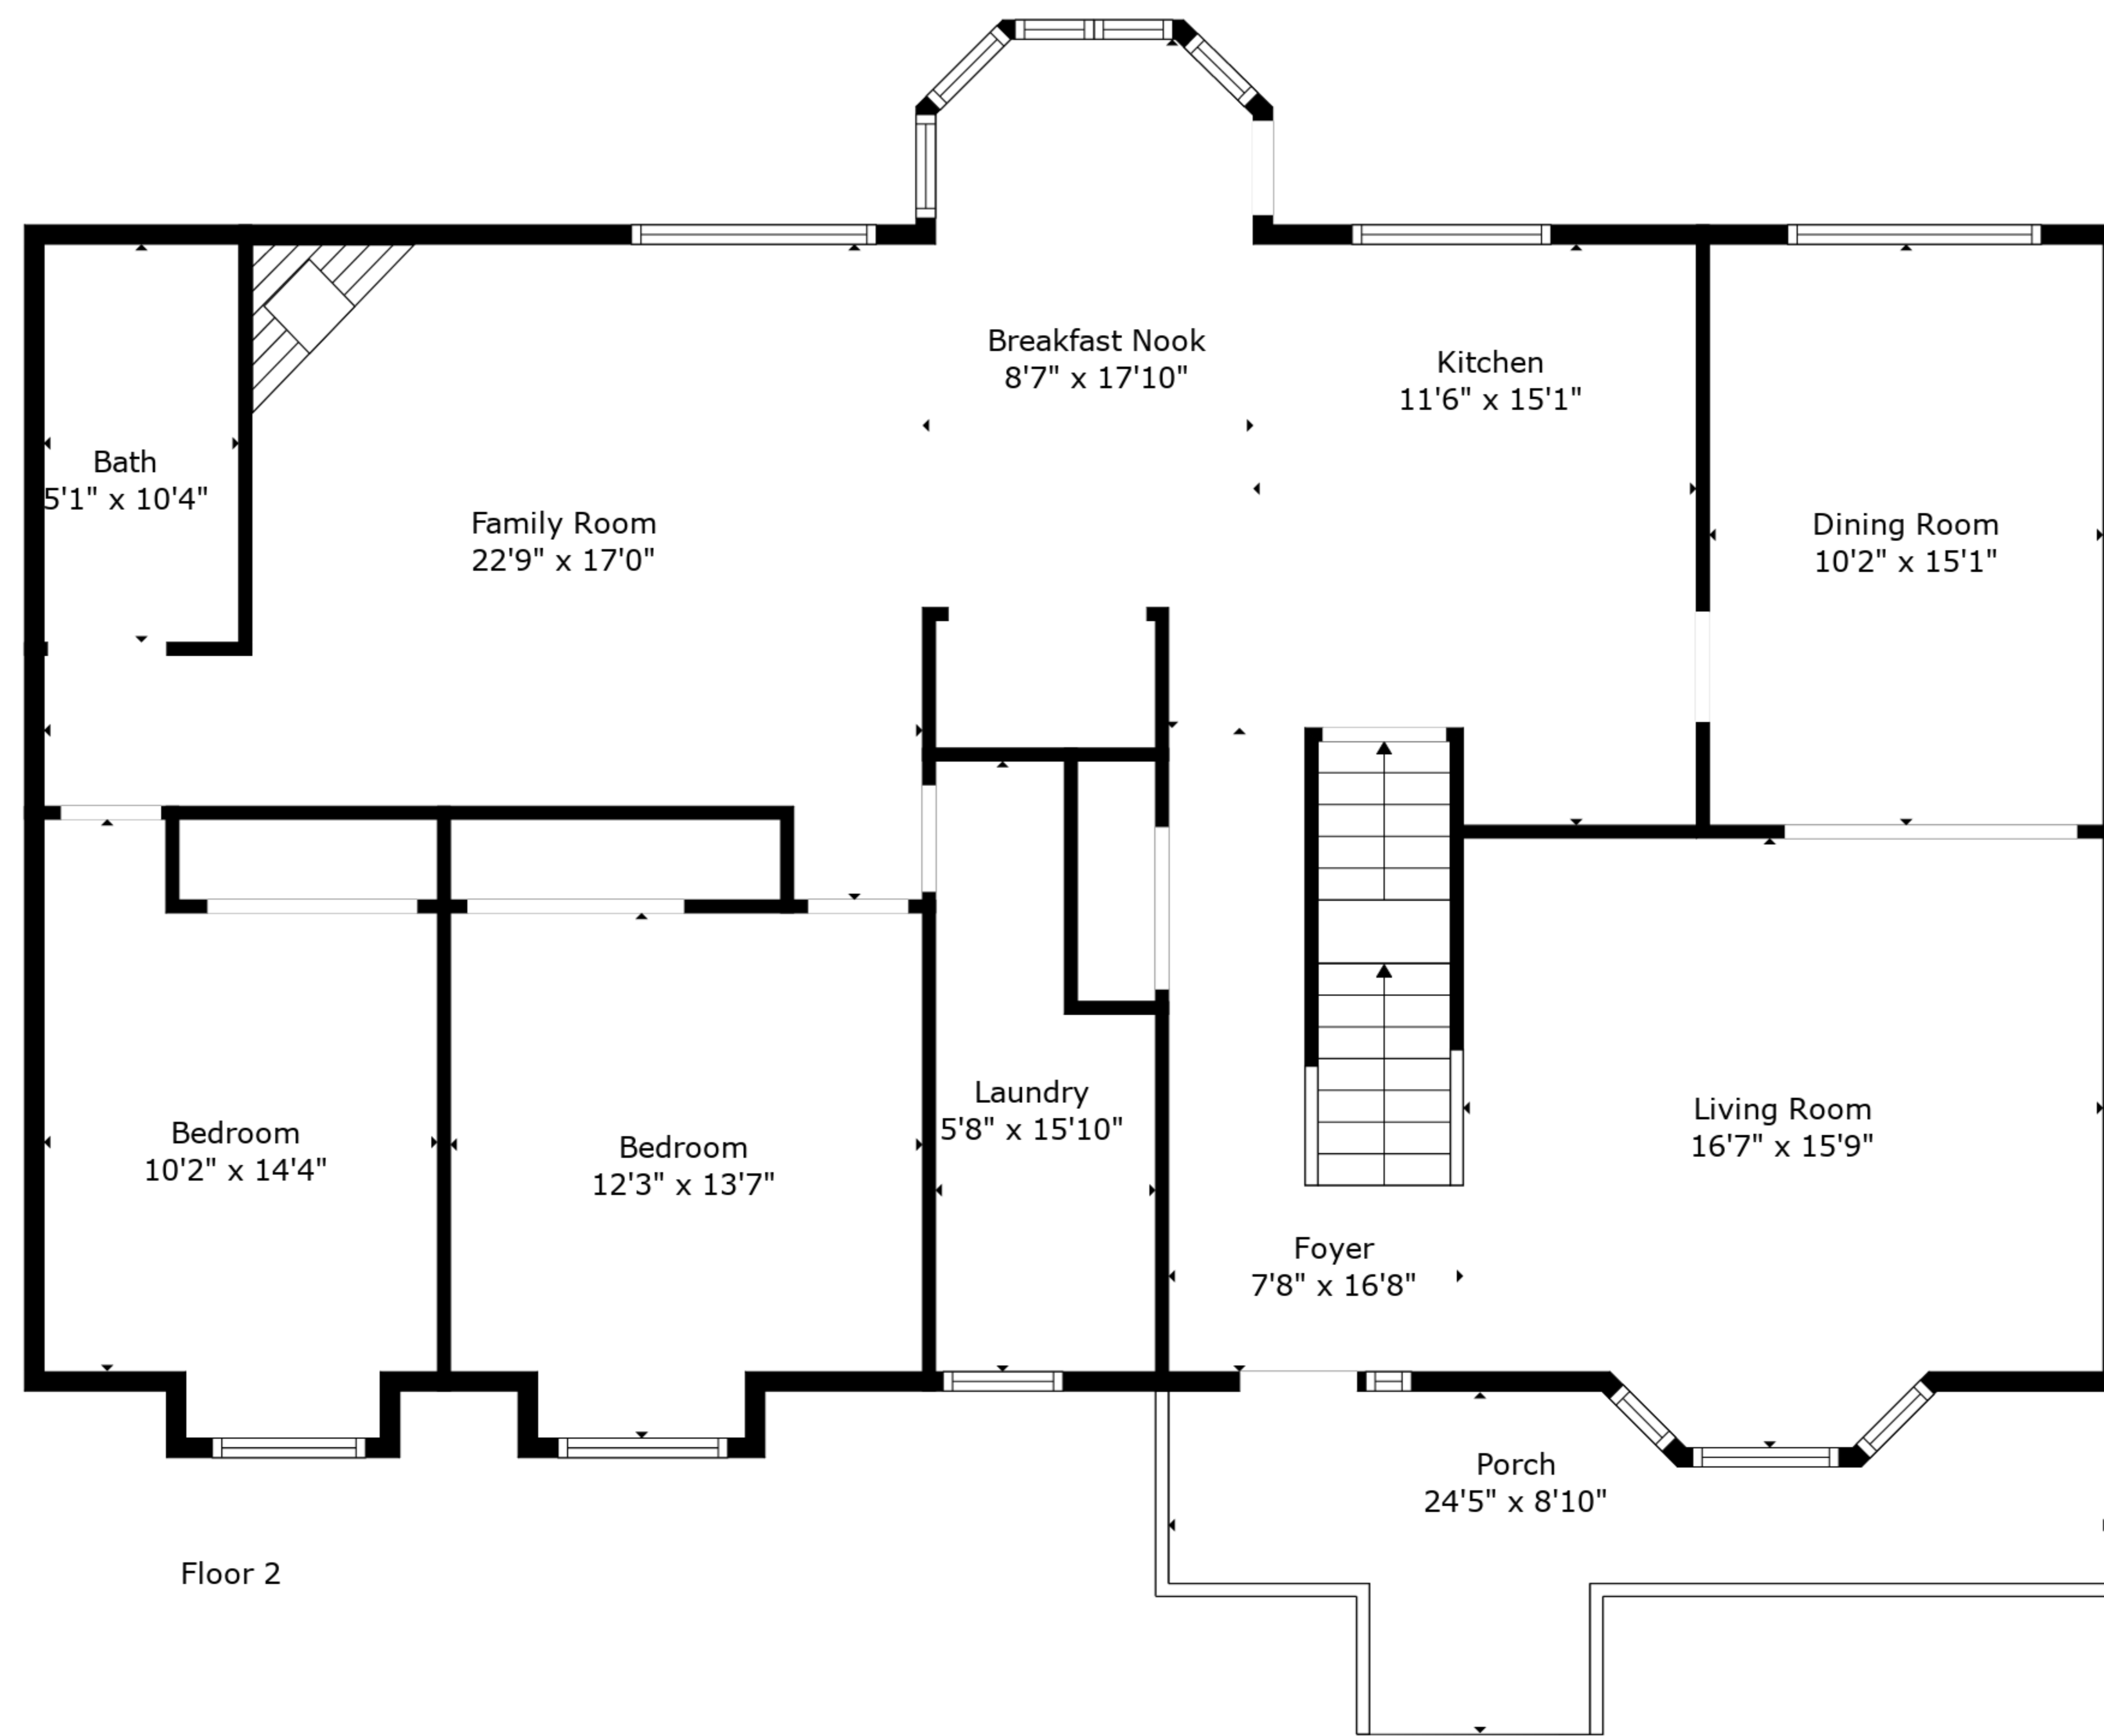 Breakfast Nook
8'7" x 17'10"
Kitchen
11'6" x 15'1"
Bath
5'1" x 10'4"
Family Room
22'9" x 17'0"
Dining Room
10'2" x 15'1"
Bedroom
10'2" x 14'4"
Bedroom
12'3" x 13'7"
Laundry
5'8" x 15'10"
Living Room
16'7" x 15'9"
Foyer
7'8" x 16'8"
Porch
24'5" x 8'10"
Floor 2